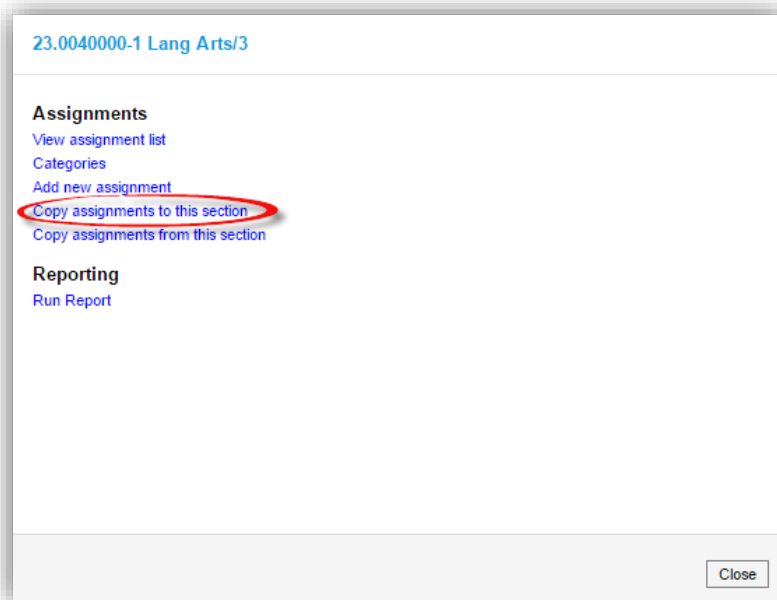 23.0040000-1 Lang Arts/3
Assignments
View assignment list
Categories
Add new assignment
Copy assignments to this section
Copy assignments from this section
Reporting
Run Report
Close